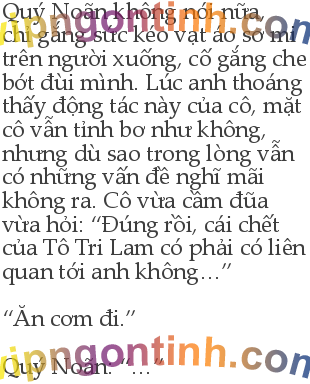 Quý Noãn không nói nữa,
chỉ gắng sức kéo vạt áo sơ mi
trên người xuống, cố gắng che
bớt đùi mình. Lúc anh thoáng
thấy động tác này của cô, mặt
cô vẫn tỉnh bơ như không,
nhưng dù sao trong lòng vẫn
có những vấn đề nghĩ mãi
không ra. Cô vừa cầm đũa
vừa hỏi: “Đúng rồi, cái chết
của Tô Tri Lam có phải có liên
quan tới anh không…”
“Ăn cơm đi.”
Quý Noãn: “…”
vipngontinh.com
vipngontinh.com